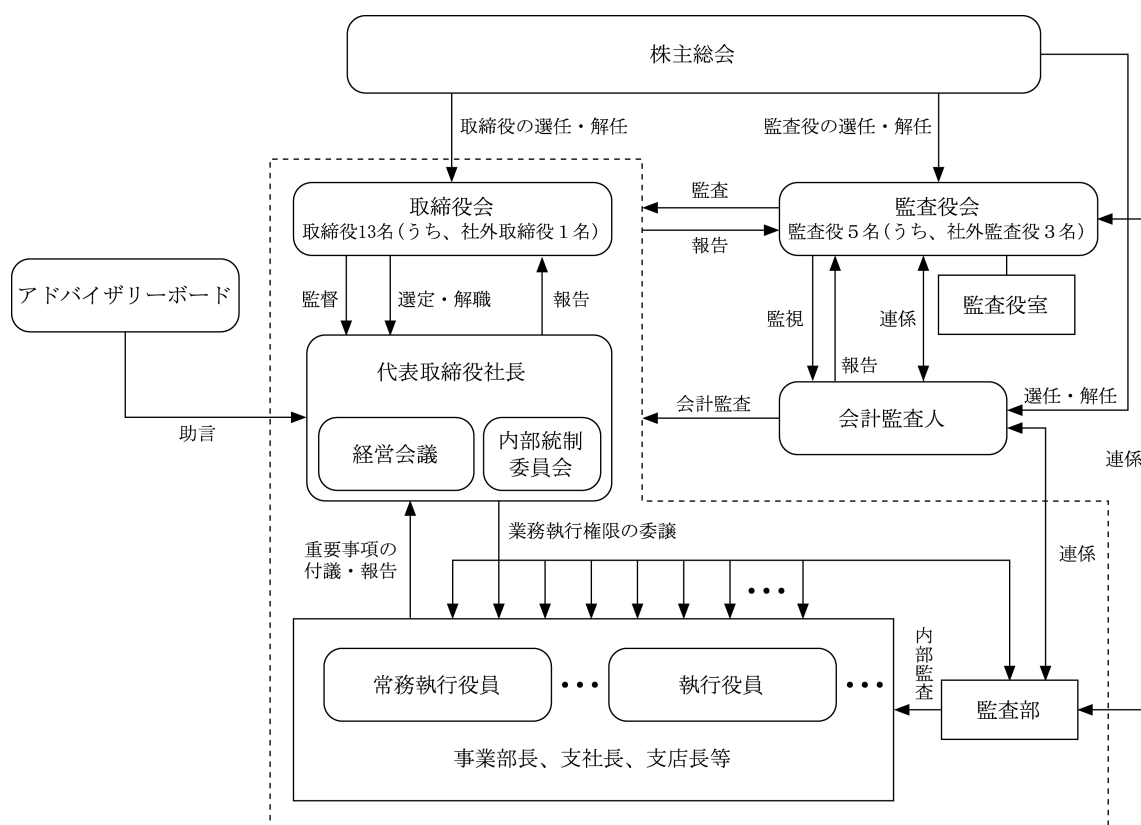 株主総会
取締役の選任・解任
監査役の選任・解任
取締役会
取締役13名(うち、社外取締役１名)
監査
報告
監査役会
監査役５名(うち、社外監査役３名)
アドバイザリーボード
監督
選定・解職
報告
監視
報告
連係
監査役室
代表取締役社長
経営会議
内部統制
委員会
助言
会計監査
会計監査人
選任・解任
連係
重要事項の
付議・報告
業務執行権限の委譲
連係
•••
常務執行役員
•••
執行役員
•••
事業部長、支社長、支店長等
内部監査
監査部